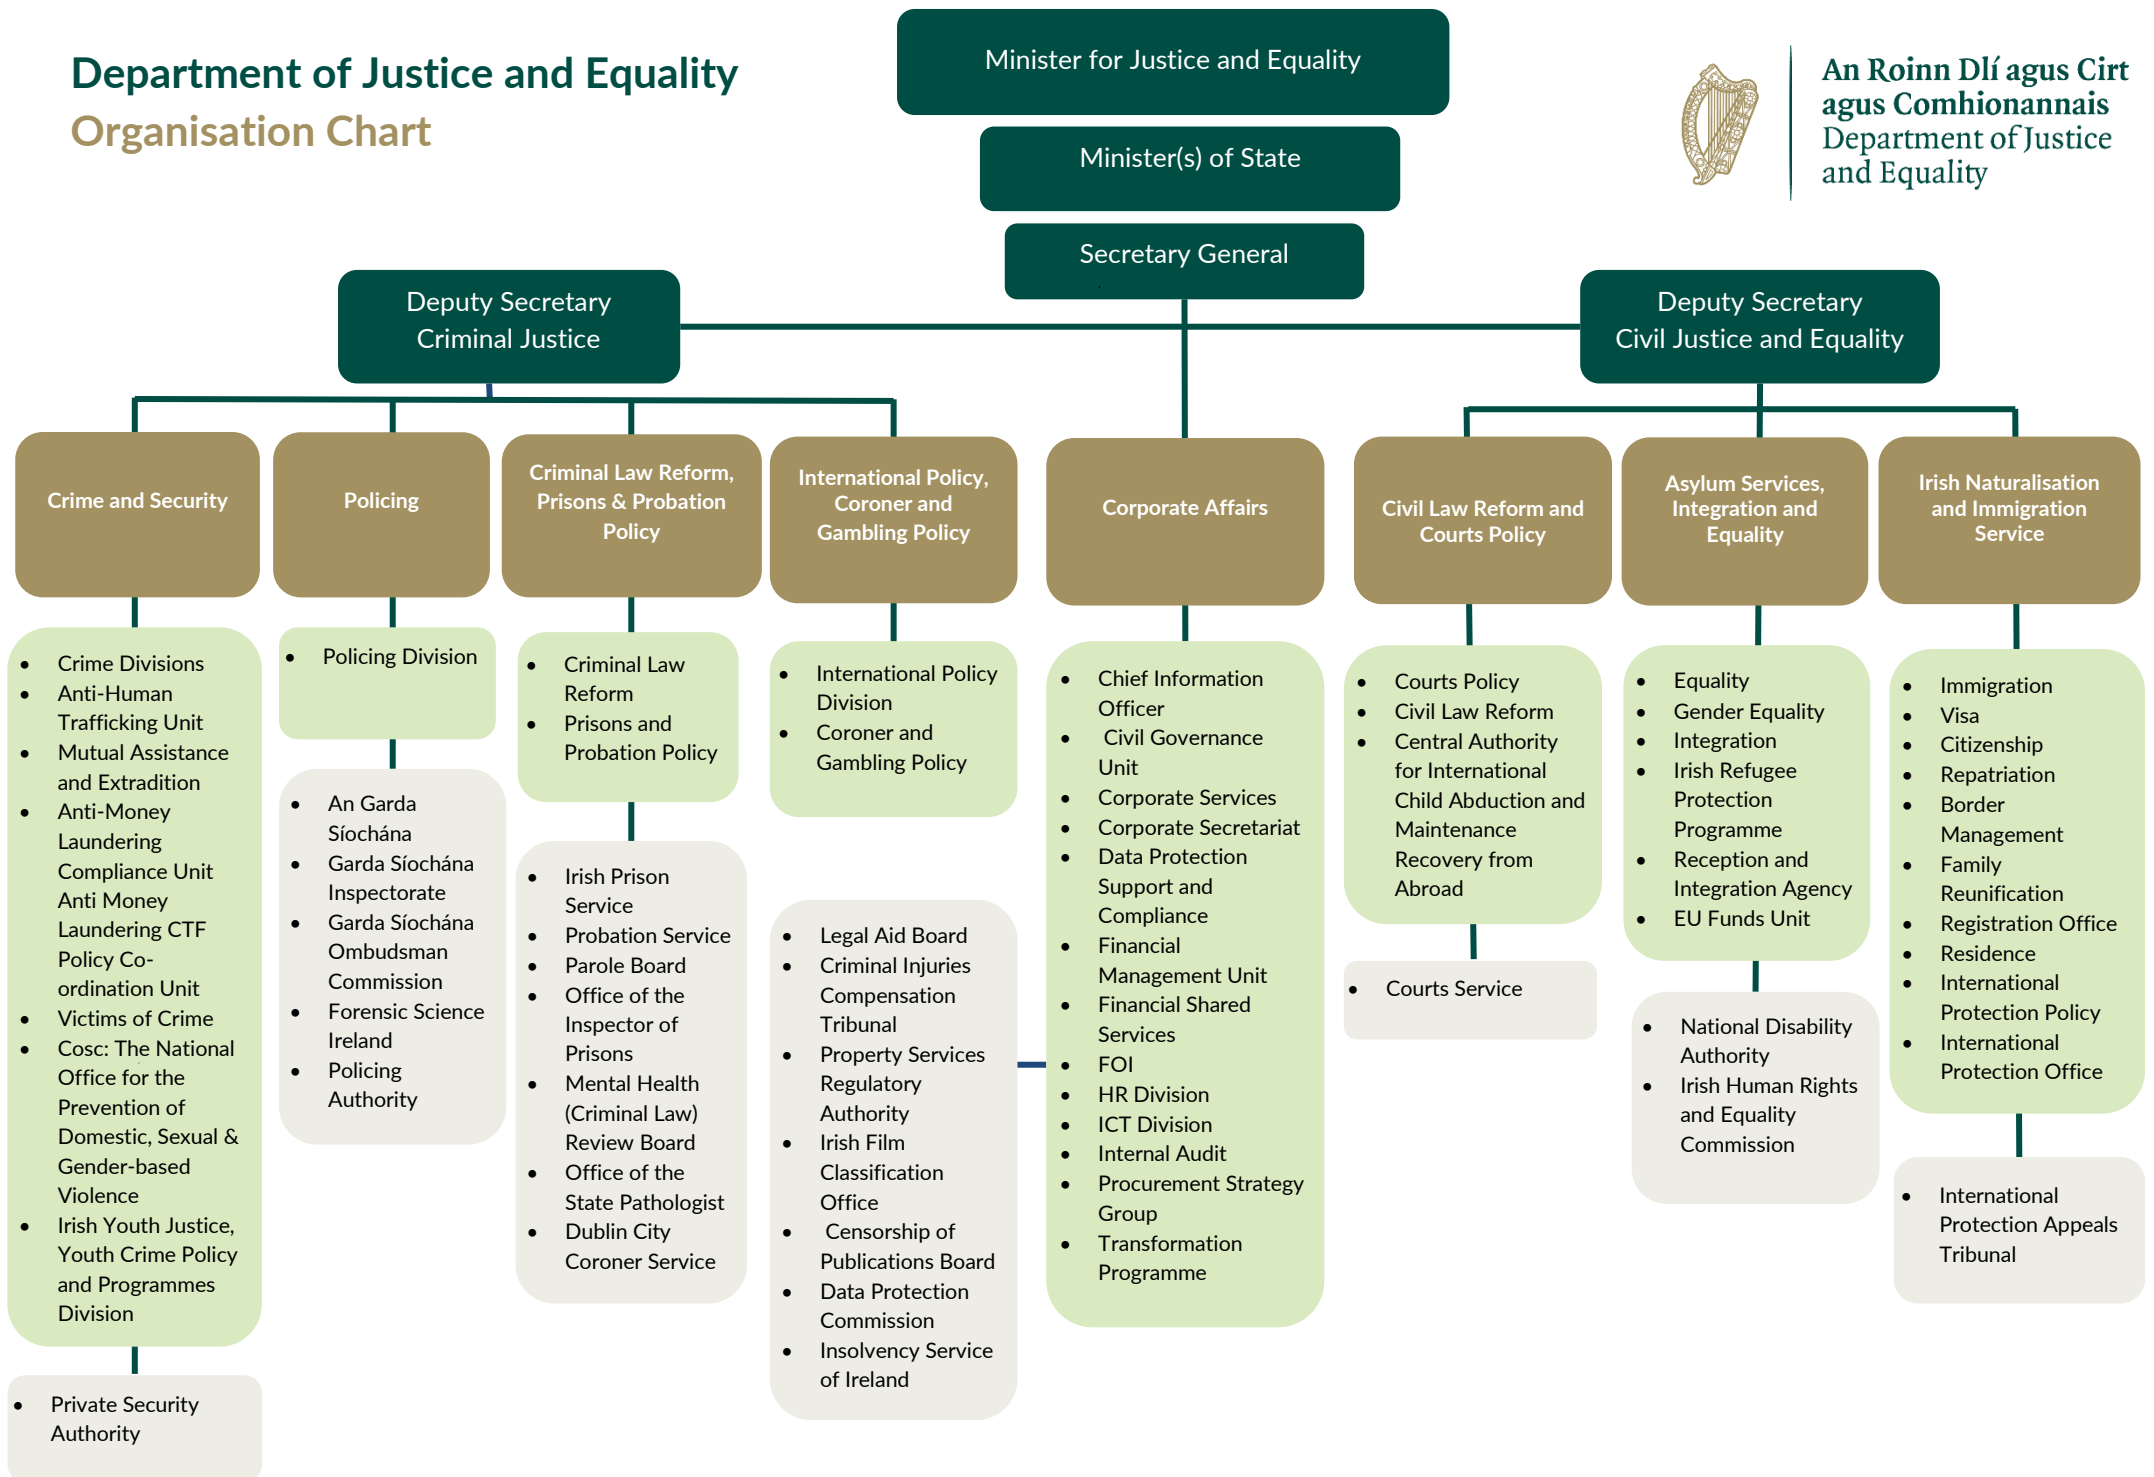 Department of Justice and Equality
Organisation Chart
Minister for Justice and Equality
Minister(s) of State
Secretary General
An Roinn Dlí agus Cirt
agus Comhionannais
Department of Justice
and Equality
Deputy Secretary
Criminal Justice
Deputy Secretary
Civil Justice and Equality
Crime and Security
Policing
Criminal Law Reform,
Prisons & Probation
Policy
International Policy,
Coroner and
Gambling Policy
Corporate Affairs
Civil Law Reform and
Courts Policy
Asylum Services,
Integration and
Equality
Irish Naturalisation
and Immigration
Service
• Crime Divisions
• Anti-Human
Trafficking Unit
• Mutual Assistance
and Extradition
• Anti-Money
Laundering
Compliance Unit
Anti Money
Laundering CTF
Policy Co-
ordination Unit
• Victims of Crime
• Cosc: The National
Office for the
Prevention of
Domestic, Sexual &
Gender-based
Violence
• Irish Youth Justice,
Youth Crime Policy
and Programmes
Division
• Private Security
Authority
• Policing Division
• An Garda
Síochána
• Garda Síochána
Inspectorate
• Garda Síochána
Ombudsman
Commission
• Forensic Science
Ireland
• Policing
Authority
• Criminal Law
Reform
• Prisons and
Probation Policy
• Irish Prison
Service
• Probation Service
• Parole Board
• Office of the
Inspector of
Prisons
• Mental Health
(Criminal Law)
Review Board
• Office of the
State Pathologist
• Dublin City
Coroner Service
• International Policy
Division
• Coroner and
Gambling Policy
• Legal Aid Board
• Criminal Injuries
Compensation
Tribunal
• Property Services
Regulatory
Authority
• Irish Film
Classification
Office
• Censorship of
Publications Board
• Data Protection
Commission
• Insolvency Service
of Ireland
• Chief Information
Officer
• Civil Governance
Unit
• Corporate Services
• Corporate Secretariat
• Data Protection
Support and
Compliance
• Financial
Management Unit
• Financial Shared
Services
• FOI
• HR Division
• ICT Division
• Internal Audit
• Procurement Strategy
Group
• Transformation
Programme
• Courts Policy
• Civil Law Reform
• Central Authority
for International
Child Abduction and
Maintenance
Recovery from
Abroad
• Courts Service
• Equality
• Gender Equality
• Integration
• Irish Refugee
Protection
Programme
• Reception and
Integration Agency
• EU Funds Unit
• National Disability
Authority
• Irish Human Rights
and Equality
Commission
• Immigration
• Visa
• Citizenship
• Repatriation
• Border
Management
• Family
Reunification
• Registration Office
• Residence
• International
Protection Policy
• International
Protection Office
• International
Protection Appeals
Tribunal